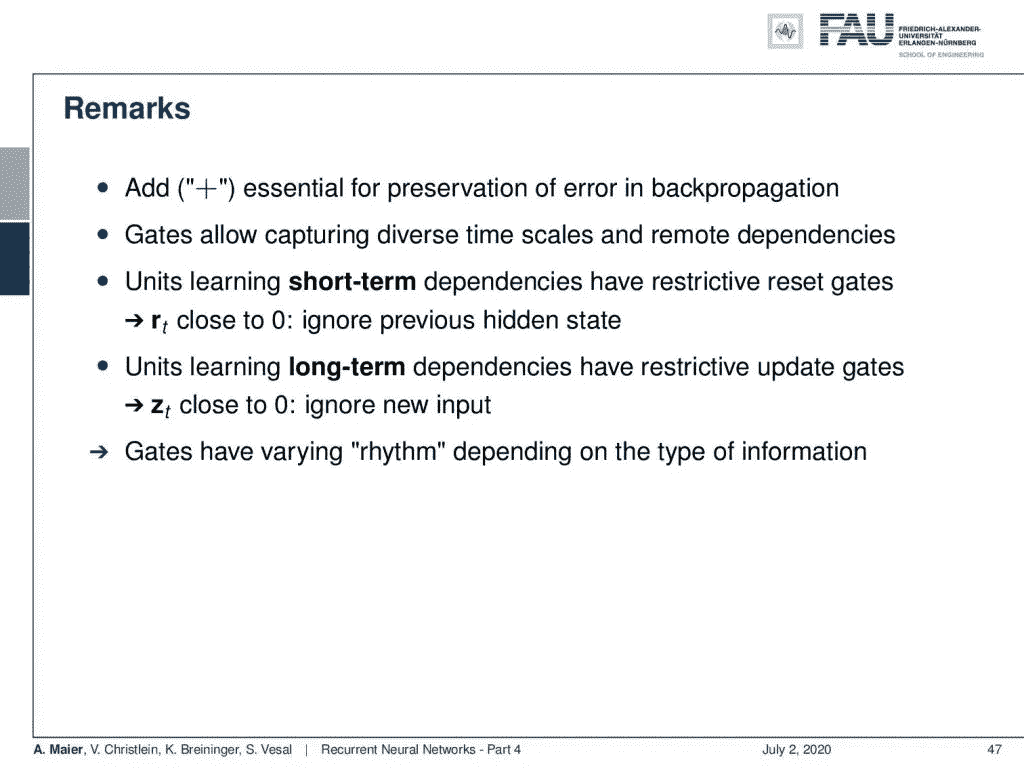 FAU
FRIEDRICH-ALEXANDER-
UNIVERSITÄT
ERLANGEN-NÜRNBERG
SCHOOL OF ENGINEERING
Remarks
• Add ("+") essential for preservation of error in backpropagation
• Gates allow capturing diverse time scales and remote dependencies
• Units learning short-term dependencies have restrictive reset gates
➔ rₜ close to 0: ignore previous hidden state
• Units learning long-term dependencies have restrictive update gates
➔ zₜ close to 0: ignore new input
➔ Gates have varying "rhythm" depending on the type of information
A. Maier, V. Christlein, K. Breininger, S. Vesal | Recurrent Neural Networks - Part 4 July 2, 2020 47